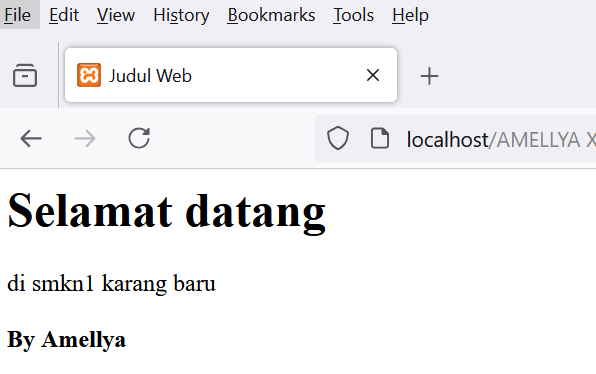 File Edit View History Bookmarks Tools Help
Judul Web
localhost/AMELLYA X
Selamat datang
di smkn1 karang baru
By Amellya